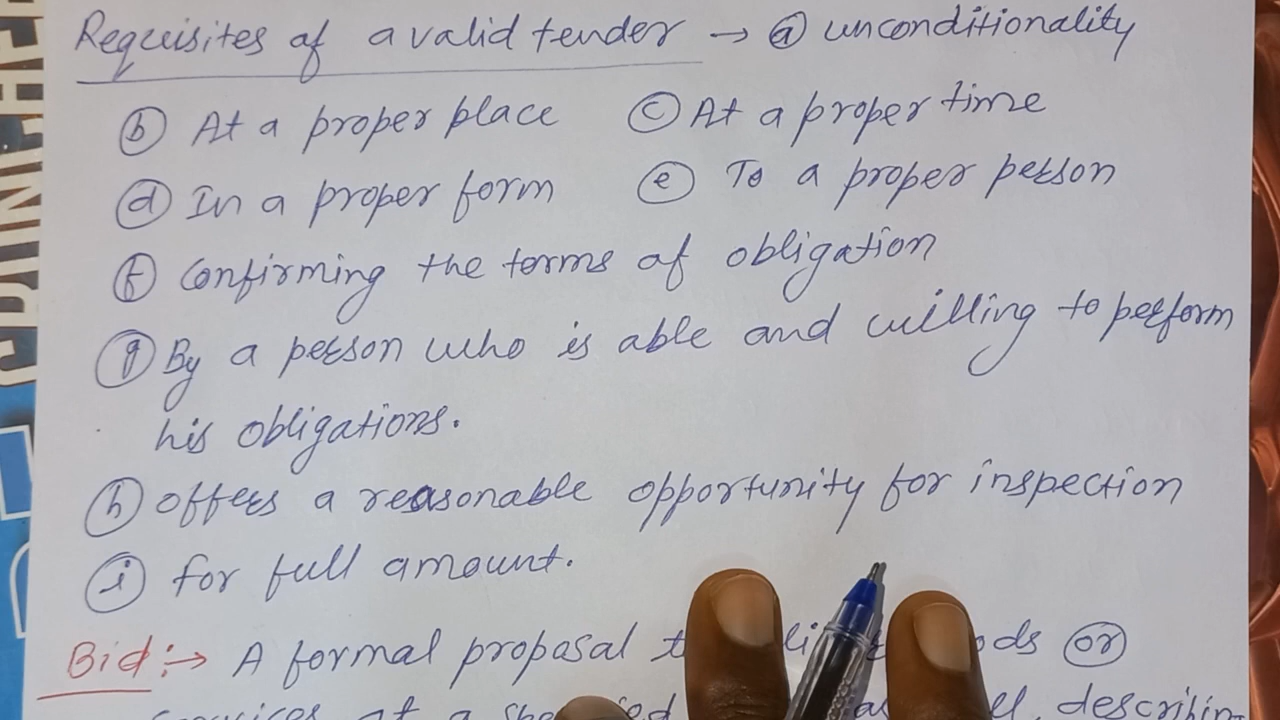 Requisites of a valid tender → ⓐ unconditionality
ⓑ At a proper place ⓒ At a proper time
ⓓ In a proper form ⓔ To a proper person
ⓕ Confirming the terms of obligation
ⓖ By a person who is able and willing to perform
his obligations.
ⓗ offers a reasonable opportunity for inspection
ⓘ for full amount.
Bid:→ A formal proposal or
at a describing